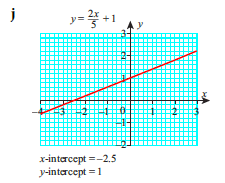 j
y = 2x/5 + 1
y
3
2
1
x
-4 -3 -2 -1 0 1 2 3
-1
-2
x-intercept = -2.5
y-intercept = 1